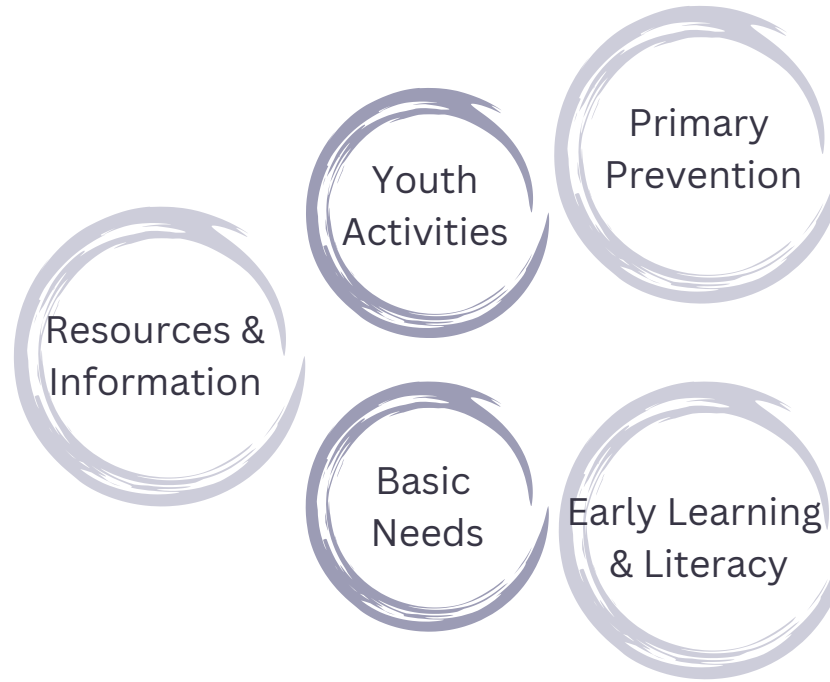 Primary
Prevention
Youth
Activities
Resources &
Information
Basic
Needs
Early Learning
& Literacy